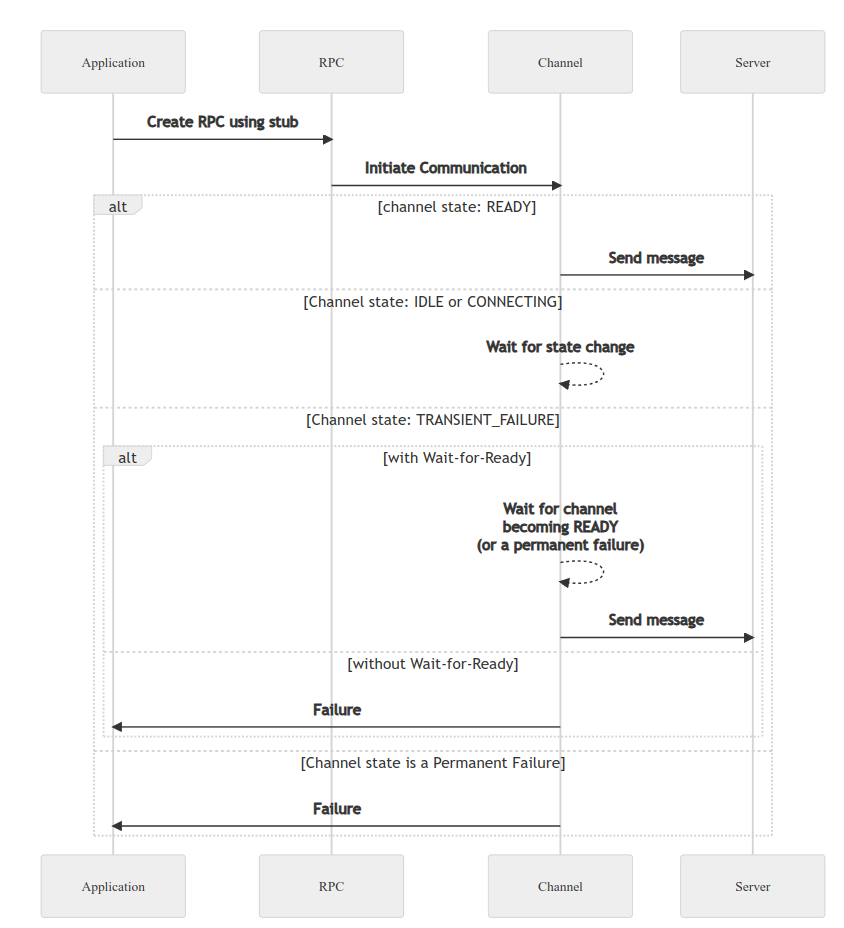 Application
RPC
Channel
Server
Create RPC using stub
Initiate Communication
alt
[channel state: READY]
Send message
[Channel state: IDLE or CONNECTING]
Wait for state change
[Channel state: TRANSIENT_FAILURE]
alt
[with Wait-for-Ready]
Wait for channel
becoming READY
(or a permanent failure)
Send message
[without Wait-for-Ready]
Failure
[Channel state is a Permanent Failure]
Failure
Application
RPC
Channel
Server